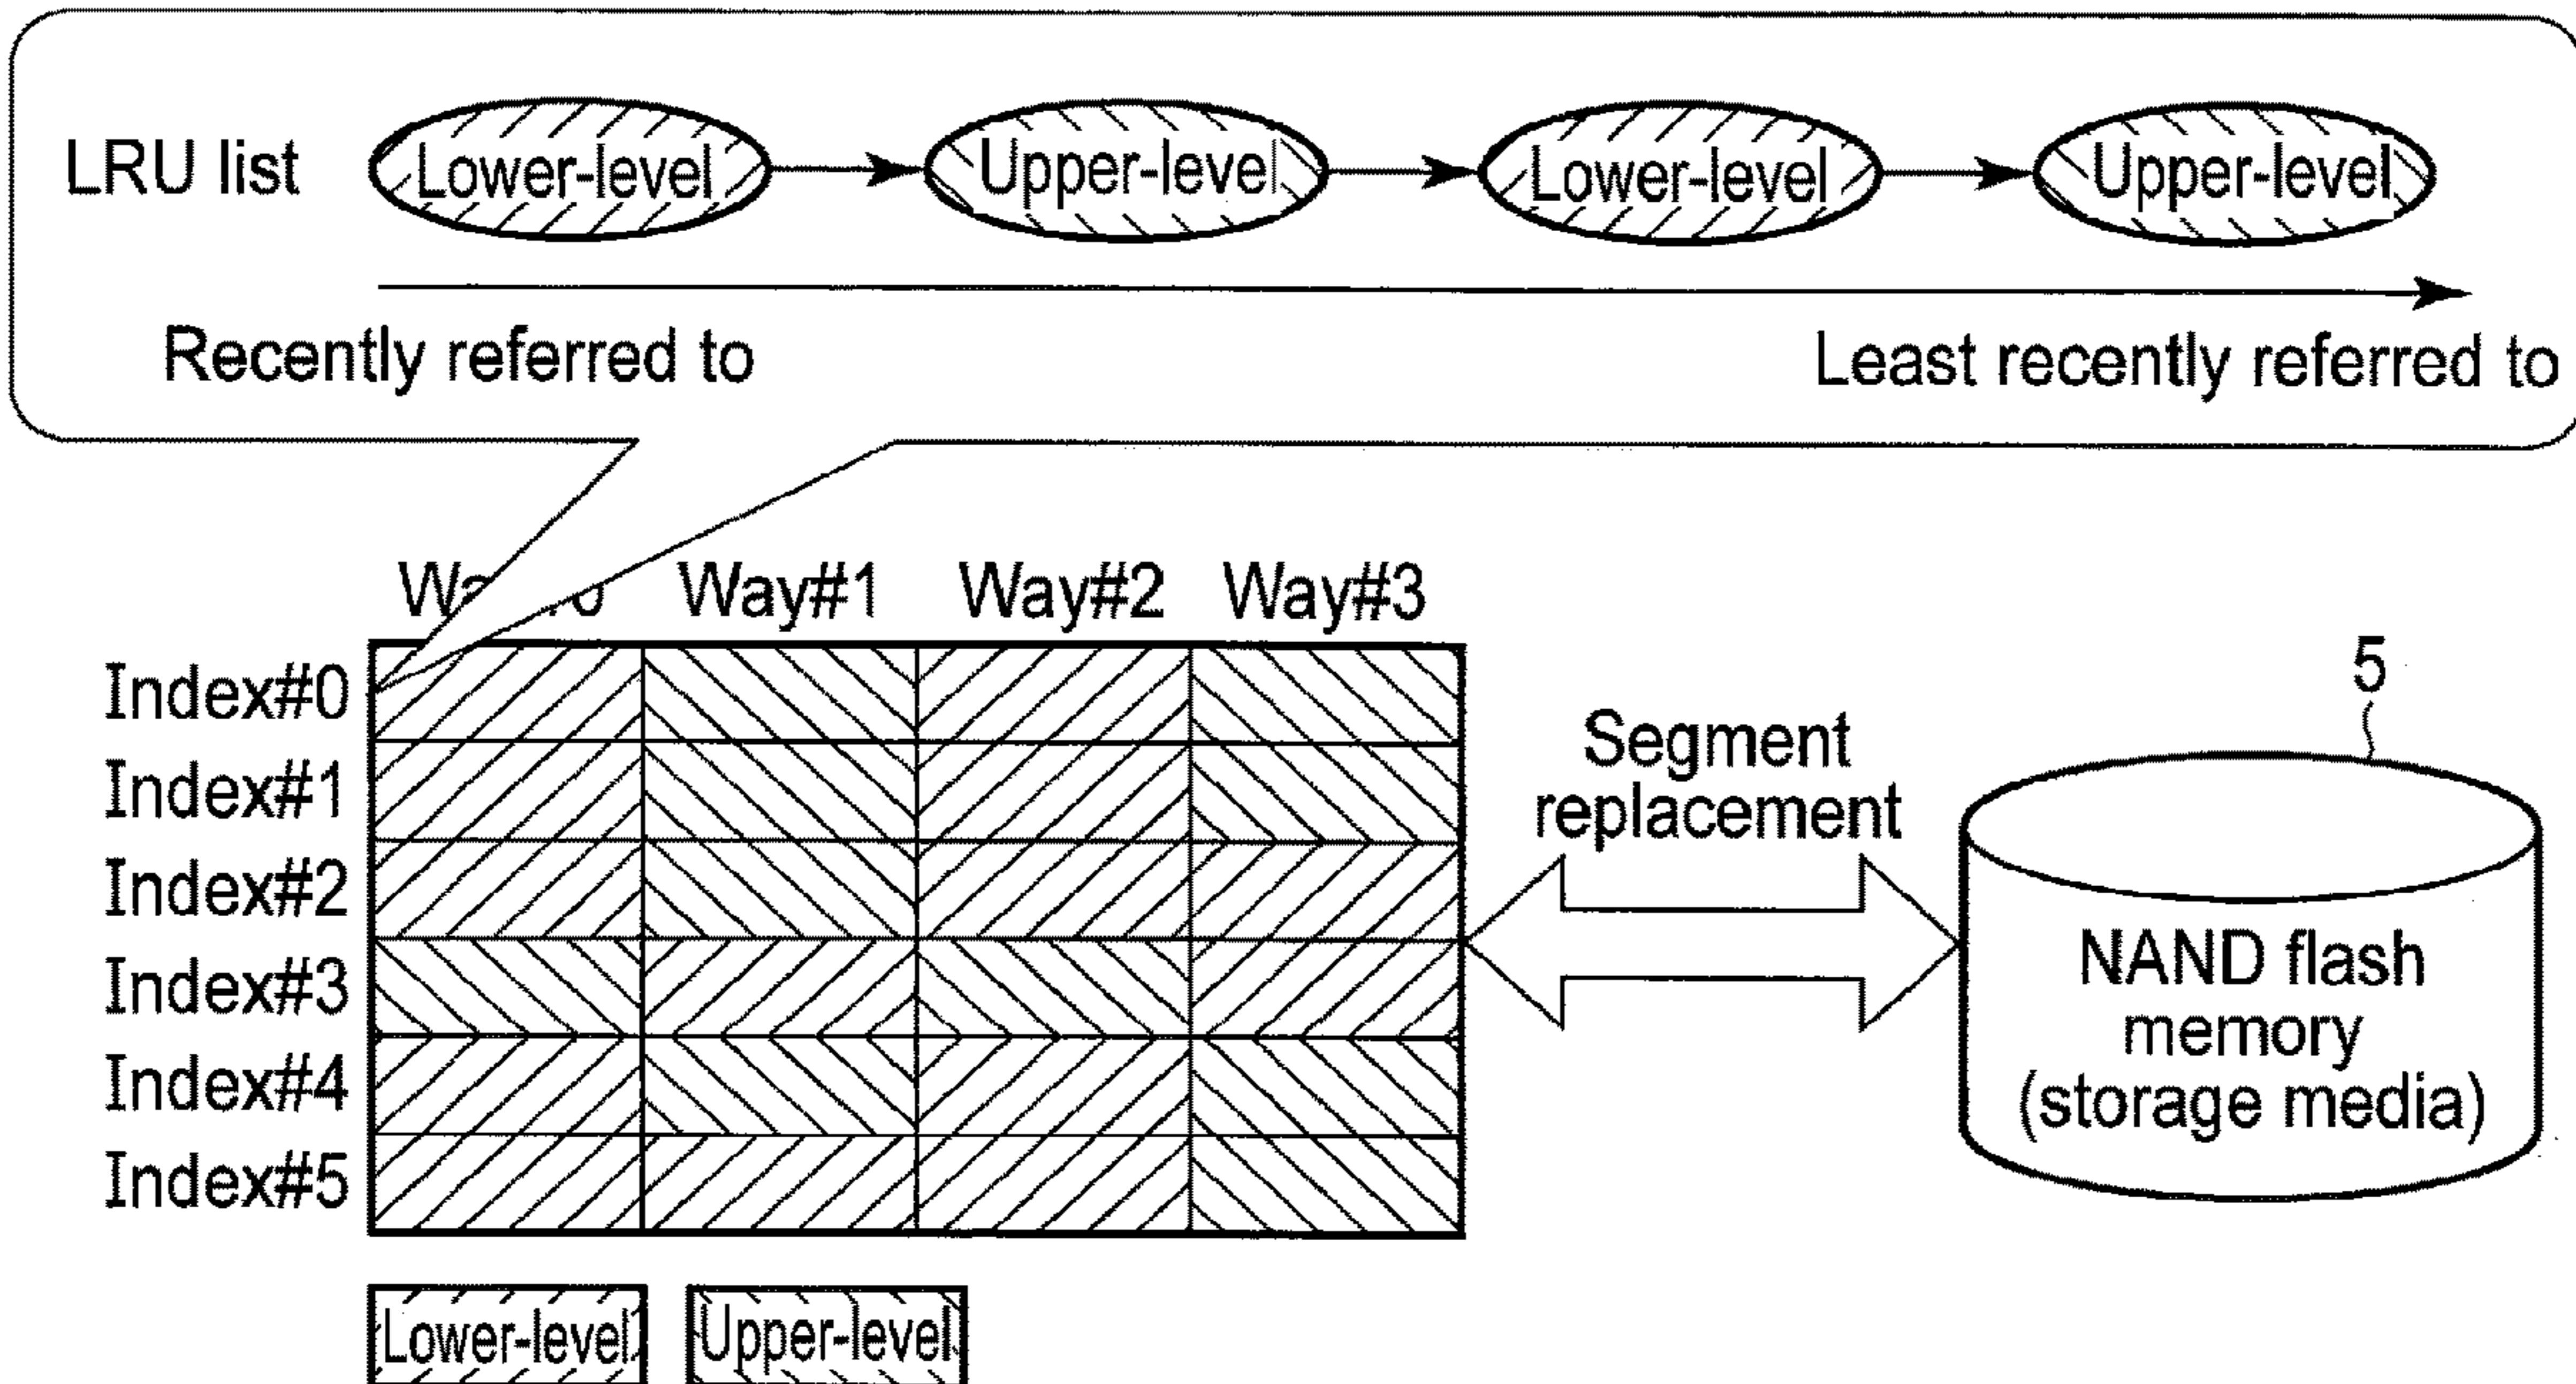 LRU list Lower-level Upper-level Lower-level Upper-level
Recently referred to Least recently referred to
Way#1 Way#2 Way#3
Index#0
Index#1
Index#2
Index#3
Index#4
Index#5
Segment
replacement
5
NAND flash
memory
(storage media)
Lower-level Upper-level